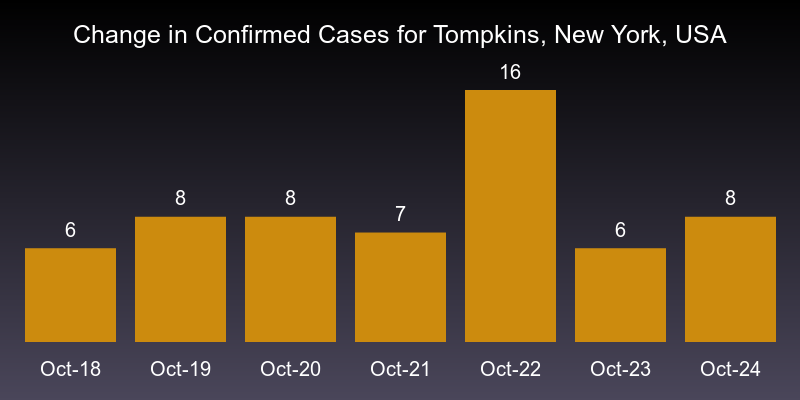 Change in Confirmed Cases for Tompkins, New York, USA
16
8
8
8
7
6
6
Oct-18
Oct-19
Oct-20
Oct-21
Oct-22
Oct-23
Oct-24